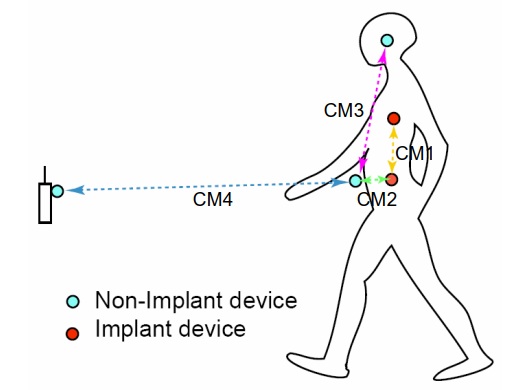 CM3
CM1
CM4
CM2
Non-Implant device
Implant device